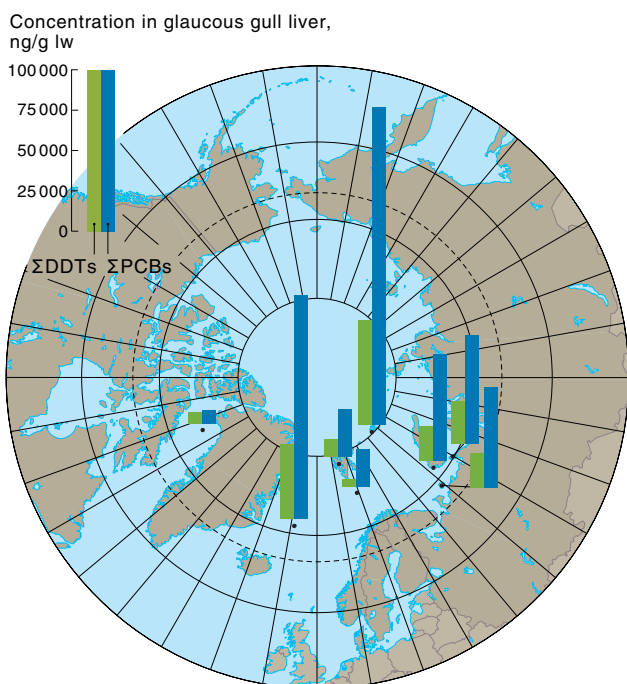 Concentration in glaucous gull liver,
ng/g lw
100 000
75 000
50 000
25 000
0
ΣDDTs ΣPCBs